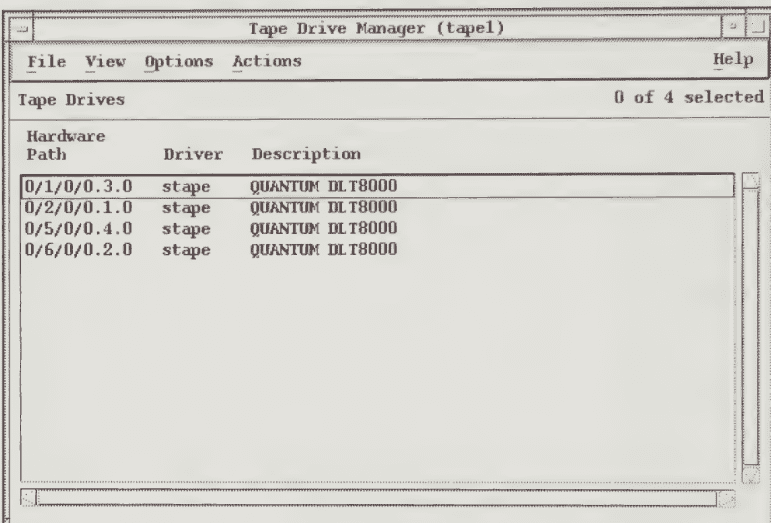 Tape Drive Manager (tape1)
File View Options Actions Help
Tape Drives 0 of 4 selected
Hardware
Path Driver Description
0/1/0/0.3.0 stape QUANTUM DLT8000
0/2/0/0.1.0 stape QUANTUM DLT8000
0/5/0/0.4.0 stape QUANTUM DLT8000
0/6/0/0.2.0 stape QUANTUM DLT8000